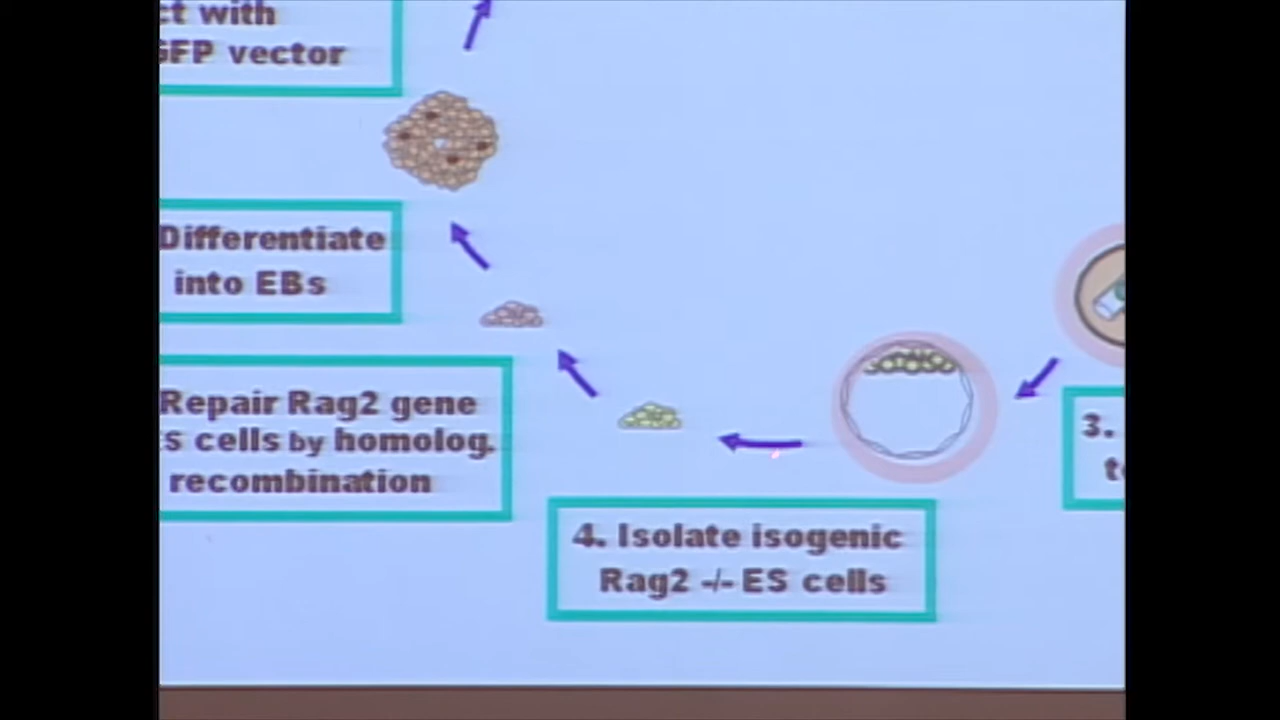 ct with
GFP vector
Differentiate
into EBs
Repair Rag2 gene
ES cells by homolog.
recombination
4. Isolate isogenic
Rag2 -/- ES cells
3.